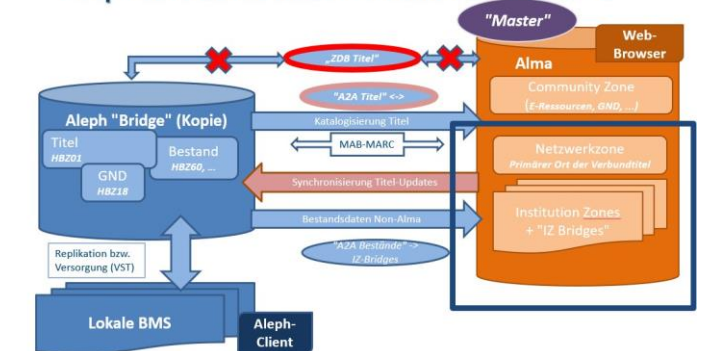 "Master"
Web-
Browser
„ZDB Titel"
Alma
Community Zone
(E-Ressourcen, GND, ...)
"A2A Titel" <->
Aleph "Bridge" (Kopie)
Katalogisierung Titel
Titel
HBZ01
Bestand
HBZ60, ...
GND
HBZ18
MAB-MARC
Netzwerkzone
Primärer Ort der Verbundtitel
Synchronisierung Titel-Updates
Institution Zones
+ "IZ Bridges"
Bestandsdaten Non-Alma
"A2A Bestände" ->
IZ-Bridges
Replikation bzw.
Versorgung (VST)
Lokale BMS
Aleph-
Client